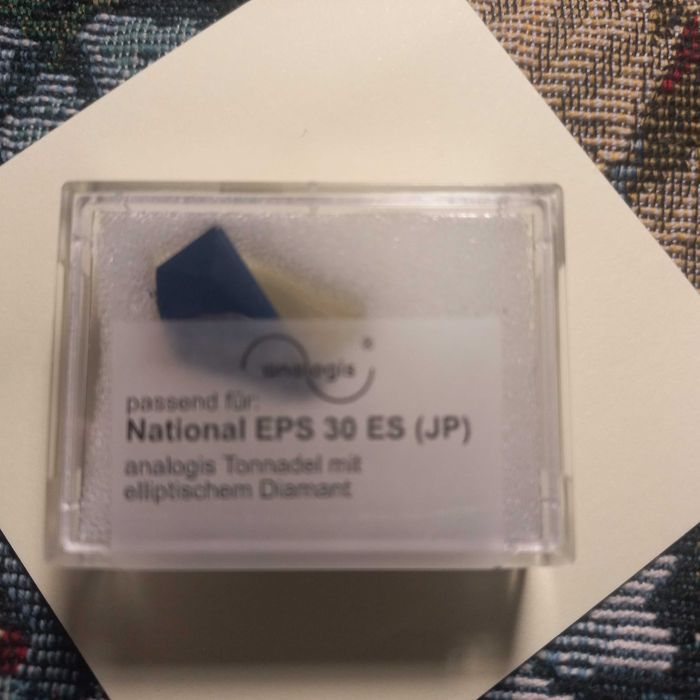 analogis
passend für:
National EPS 30 ES (JP)
analogis Tonnadel mit
elliptischem Diamant